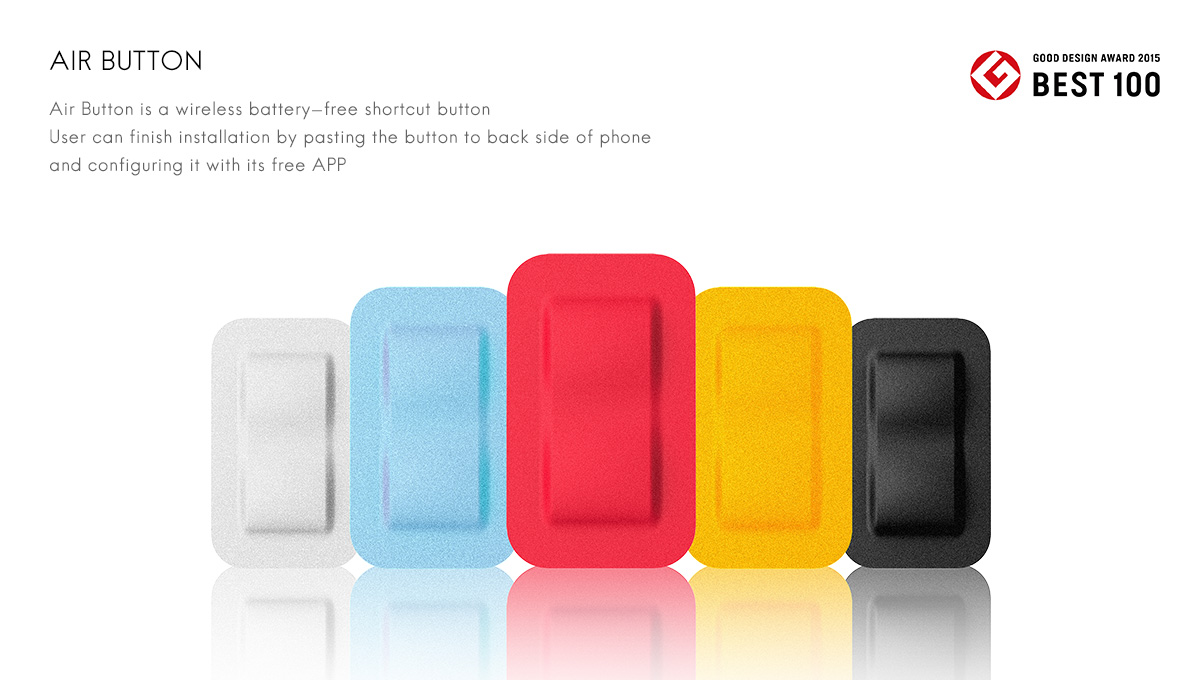 AIR BUTTON
Air Button is a wireless battery–free shortcut button
User can finish installation by pasting the button to back side of phone
and configuring it with its free APP
GOOD DESIGN AWARD 2015
BEST 100